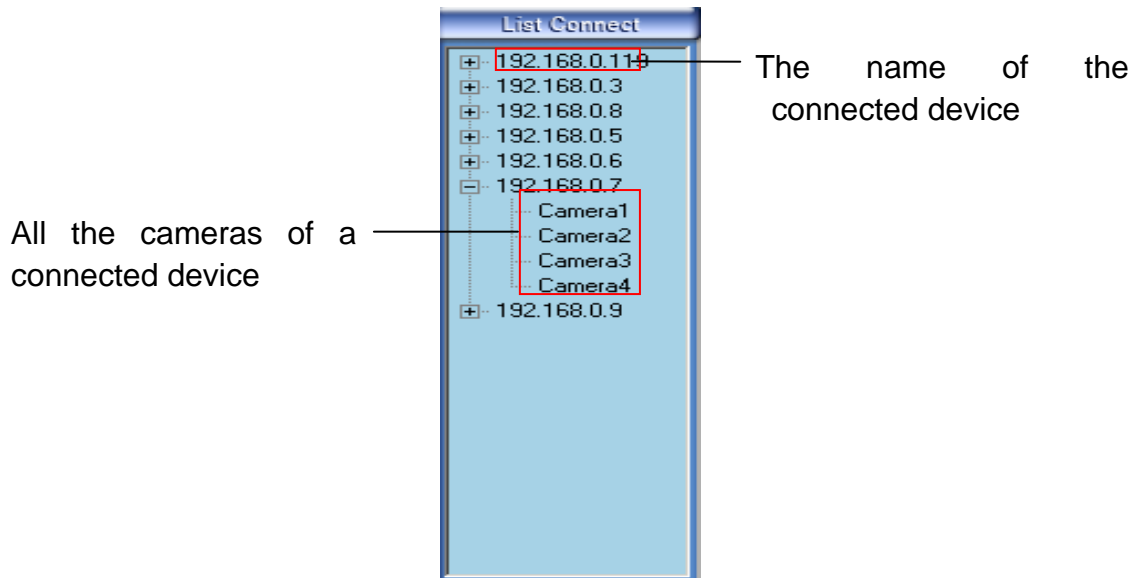 List Connect
192.168.0.119
192.168.0.3
192.168.0.8
192.168.0.5
192.168.0.6
192.168.0.7
Camera1
Camera2
Camera3
Camera4
192.168.0.9
The name of the
connected device
All the cameras of a
connected device